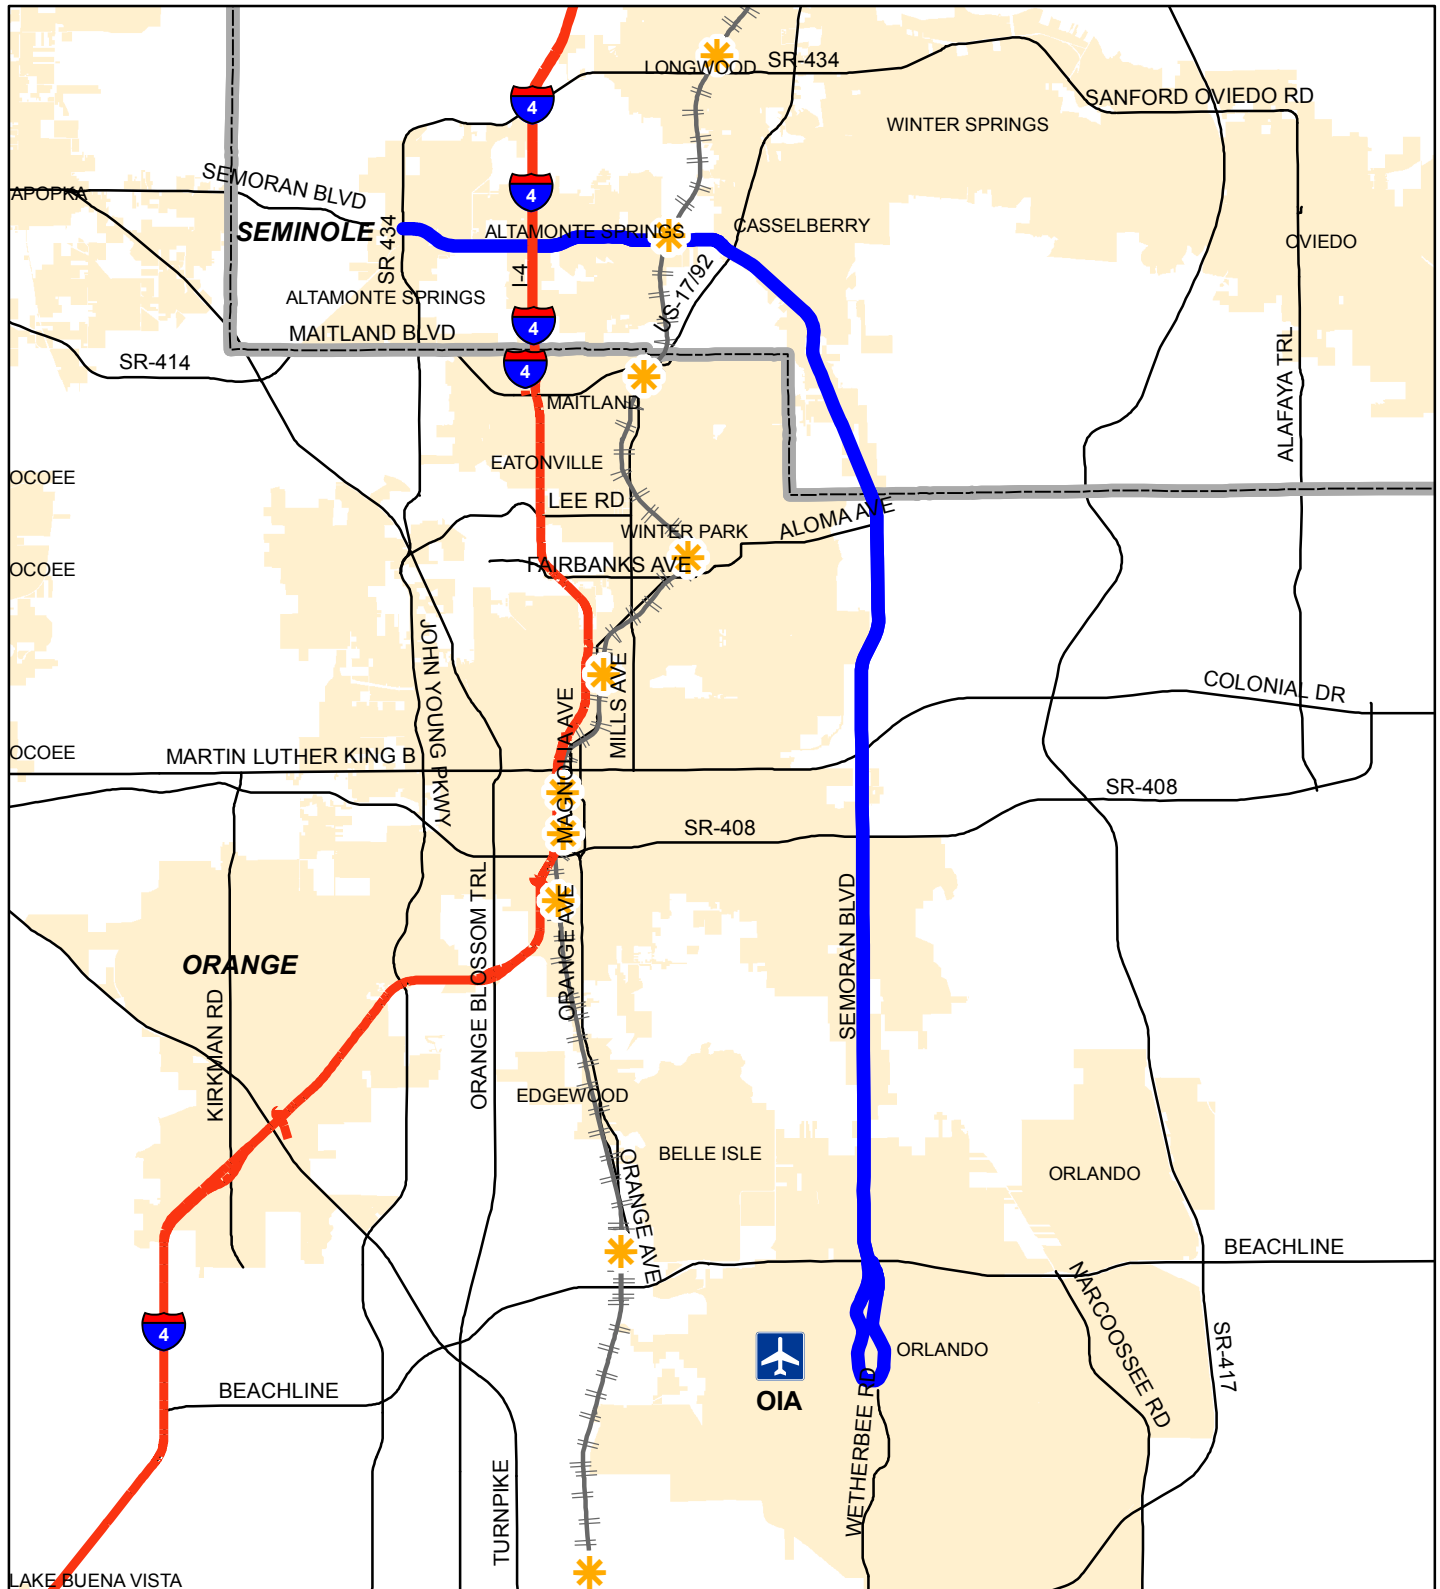 LONGWOOD
SR-434
4
SANFORD OVIEDO RD
WINTER SPRINGS
SEMORAN BLVD
4
APOPKA
SEMINOLE
SR 434
ALTAMONTE SPRINGS
CASSELBERRY
OVIEDO
I-4
US-17/92
ALTAMONTE SPRINGS
MAITLAND BLVD
4
SR-414
4
ALAFAYA TRL
MAITLAND
EATONVILLE
OCOEE
LEE RD
WINTER PARK
ALOMA AVE
FAIRBANKS AVE
OCOEE
JOHN YOUNG PKWY
MILLS AVE
COLONIAL DR
MAGNOLIA AVE
OCOEE
MARTIN LUTHER KING B
SR-408
SR-408
ORANGE BLOSSOM TRL
ORANGE AVE
SEMORAN BLVD
ORANGE
KIRKMAN RD
EDGEWOOD
BELLE ISLE
ORLANDO
ORANGE AVE
BEACHLINE
NARCOOSSEE RD
4
ORLANDO
SR-417
BEACHLINE
OIA
WETHERBEE RD
TURNPIKE
LAKE BUENA VISTA